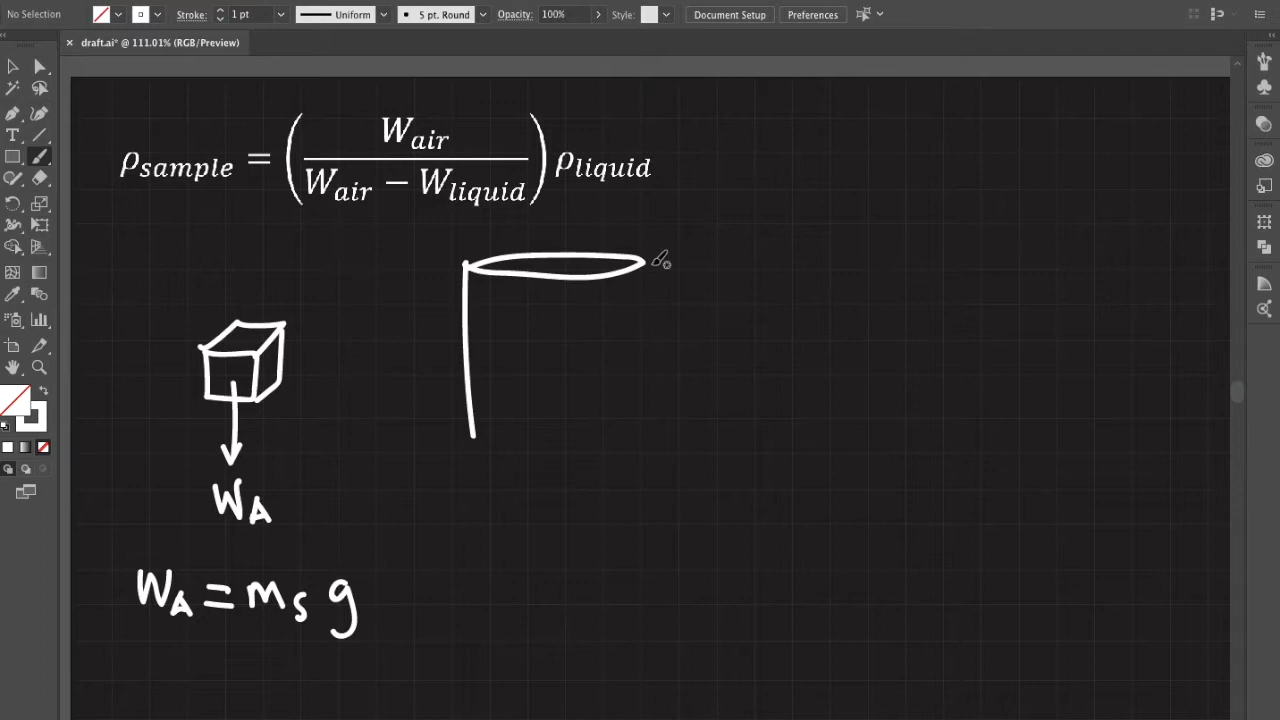 No Selection Stroke: 1 pt Uniform 5 pt. Round Opacity: 100% Style: Document Setup Preferences
× draft.ai* @ 111.01% (RGB/Preview)
ρsample = (Wair / (Wair − Wliquid)) ρliquid
WA
WA = ms g